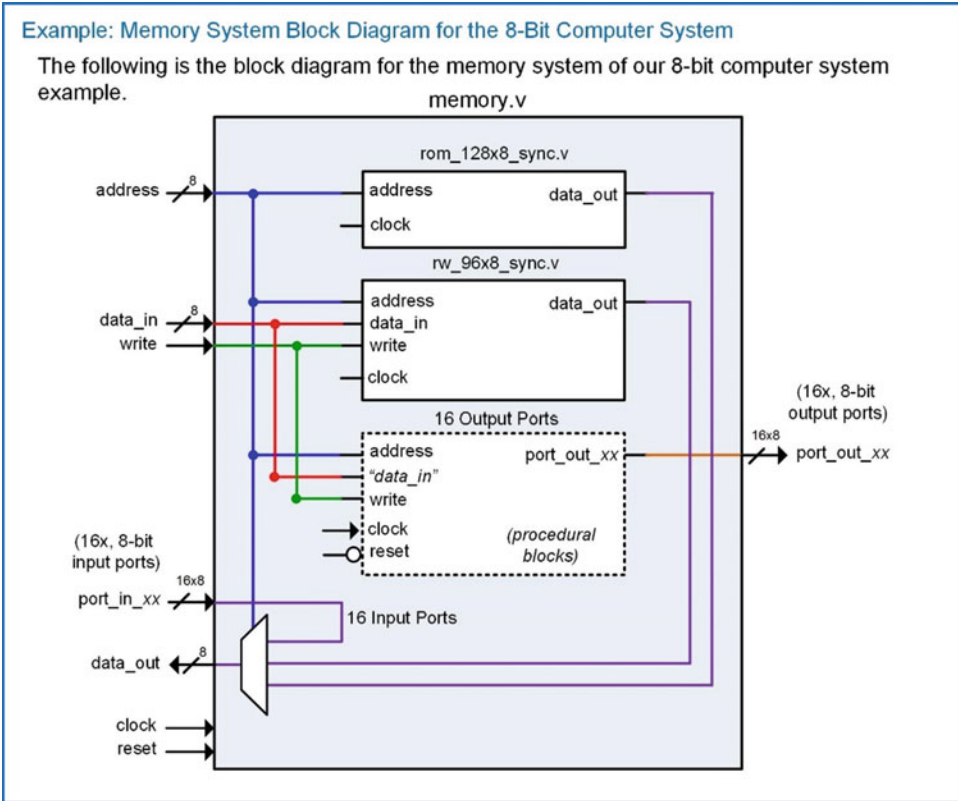 Example: Memory System Block Diagram for the 8-Bit Computer System
The following is the block diagram for the memory system of our 8-bit computer system
example.
memory.v
rom_128x8_sync.v
address
8
address
data_out
clock
rw_96x8_sync.v
address
data_out
data_in
8
data_in
write
write
clock
(16x, 8-bit
output ports)
16 Output Ports
address
port_out_xx
16x8
port_out_xx
"data_in"
write
clock
(procedural
blocks)
reset
(16x, 8-bit
input ports)
16x8
port_in_xx
16 Input Ports
data_out
8
clock
reset